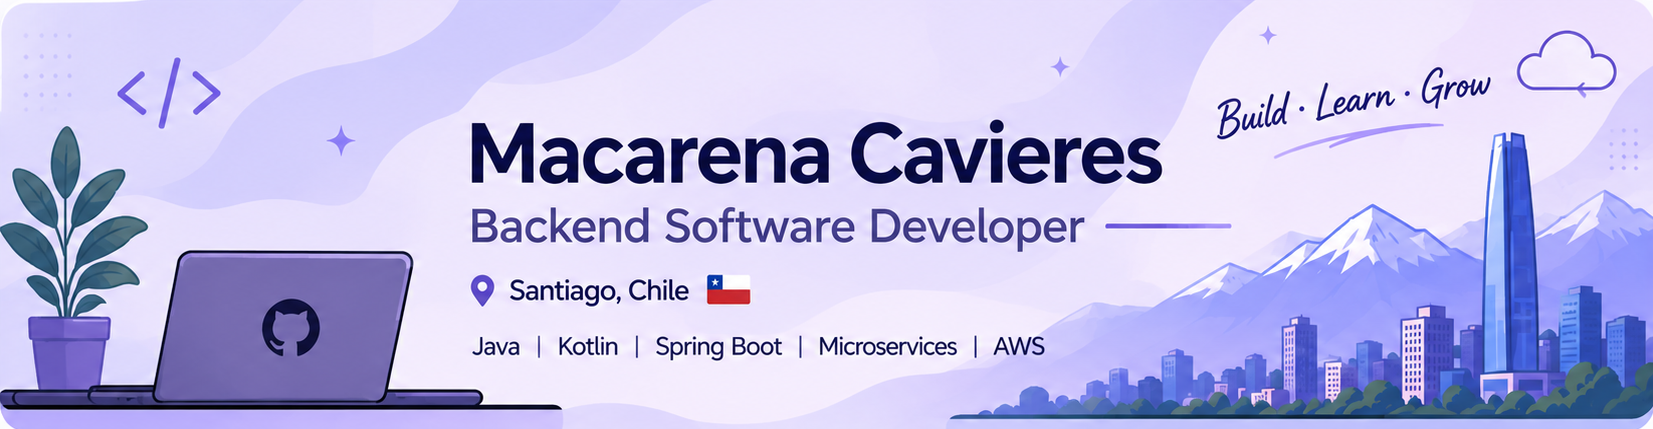 </>
Build · Learn · Grow
Macarena Cavieres
Backend Software Developer
Santiago, Chile
Java | Kotlin | Spring Boot | Microservices | AWS